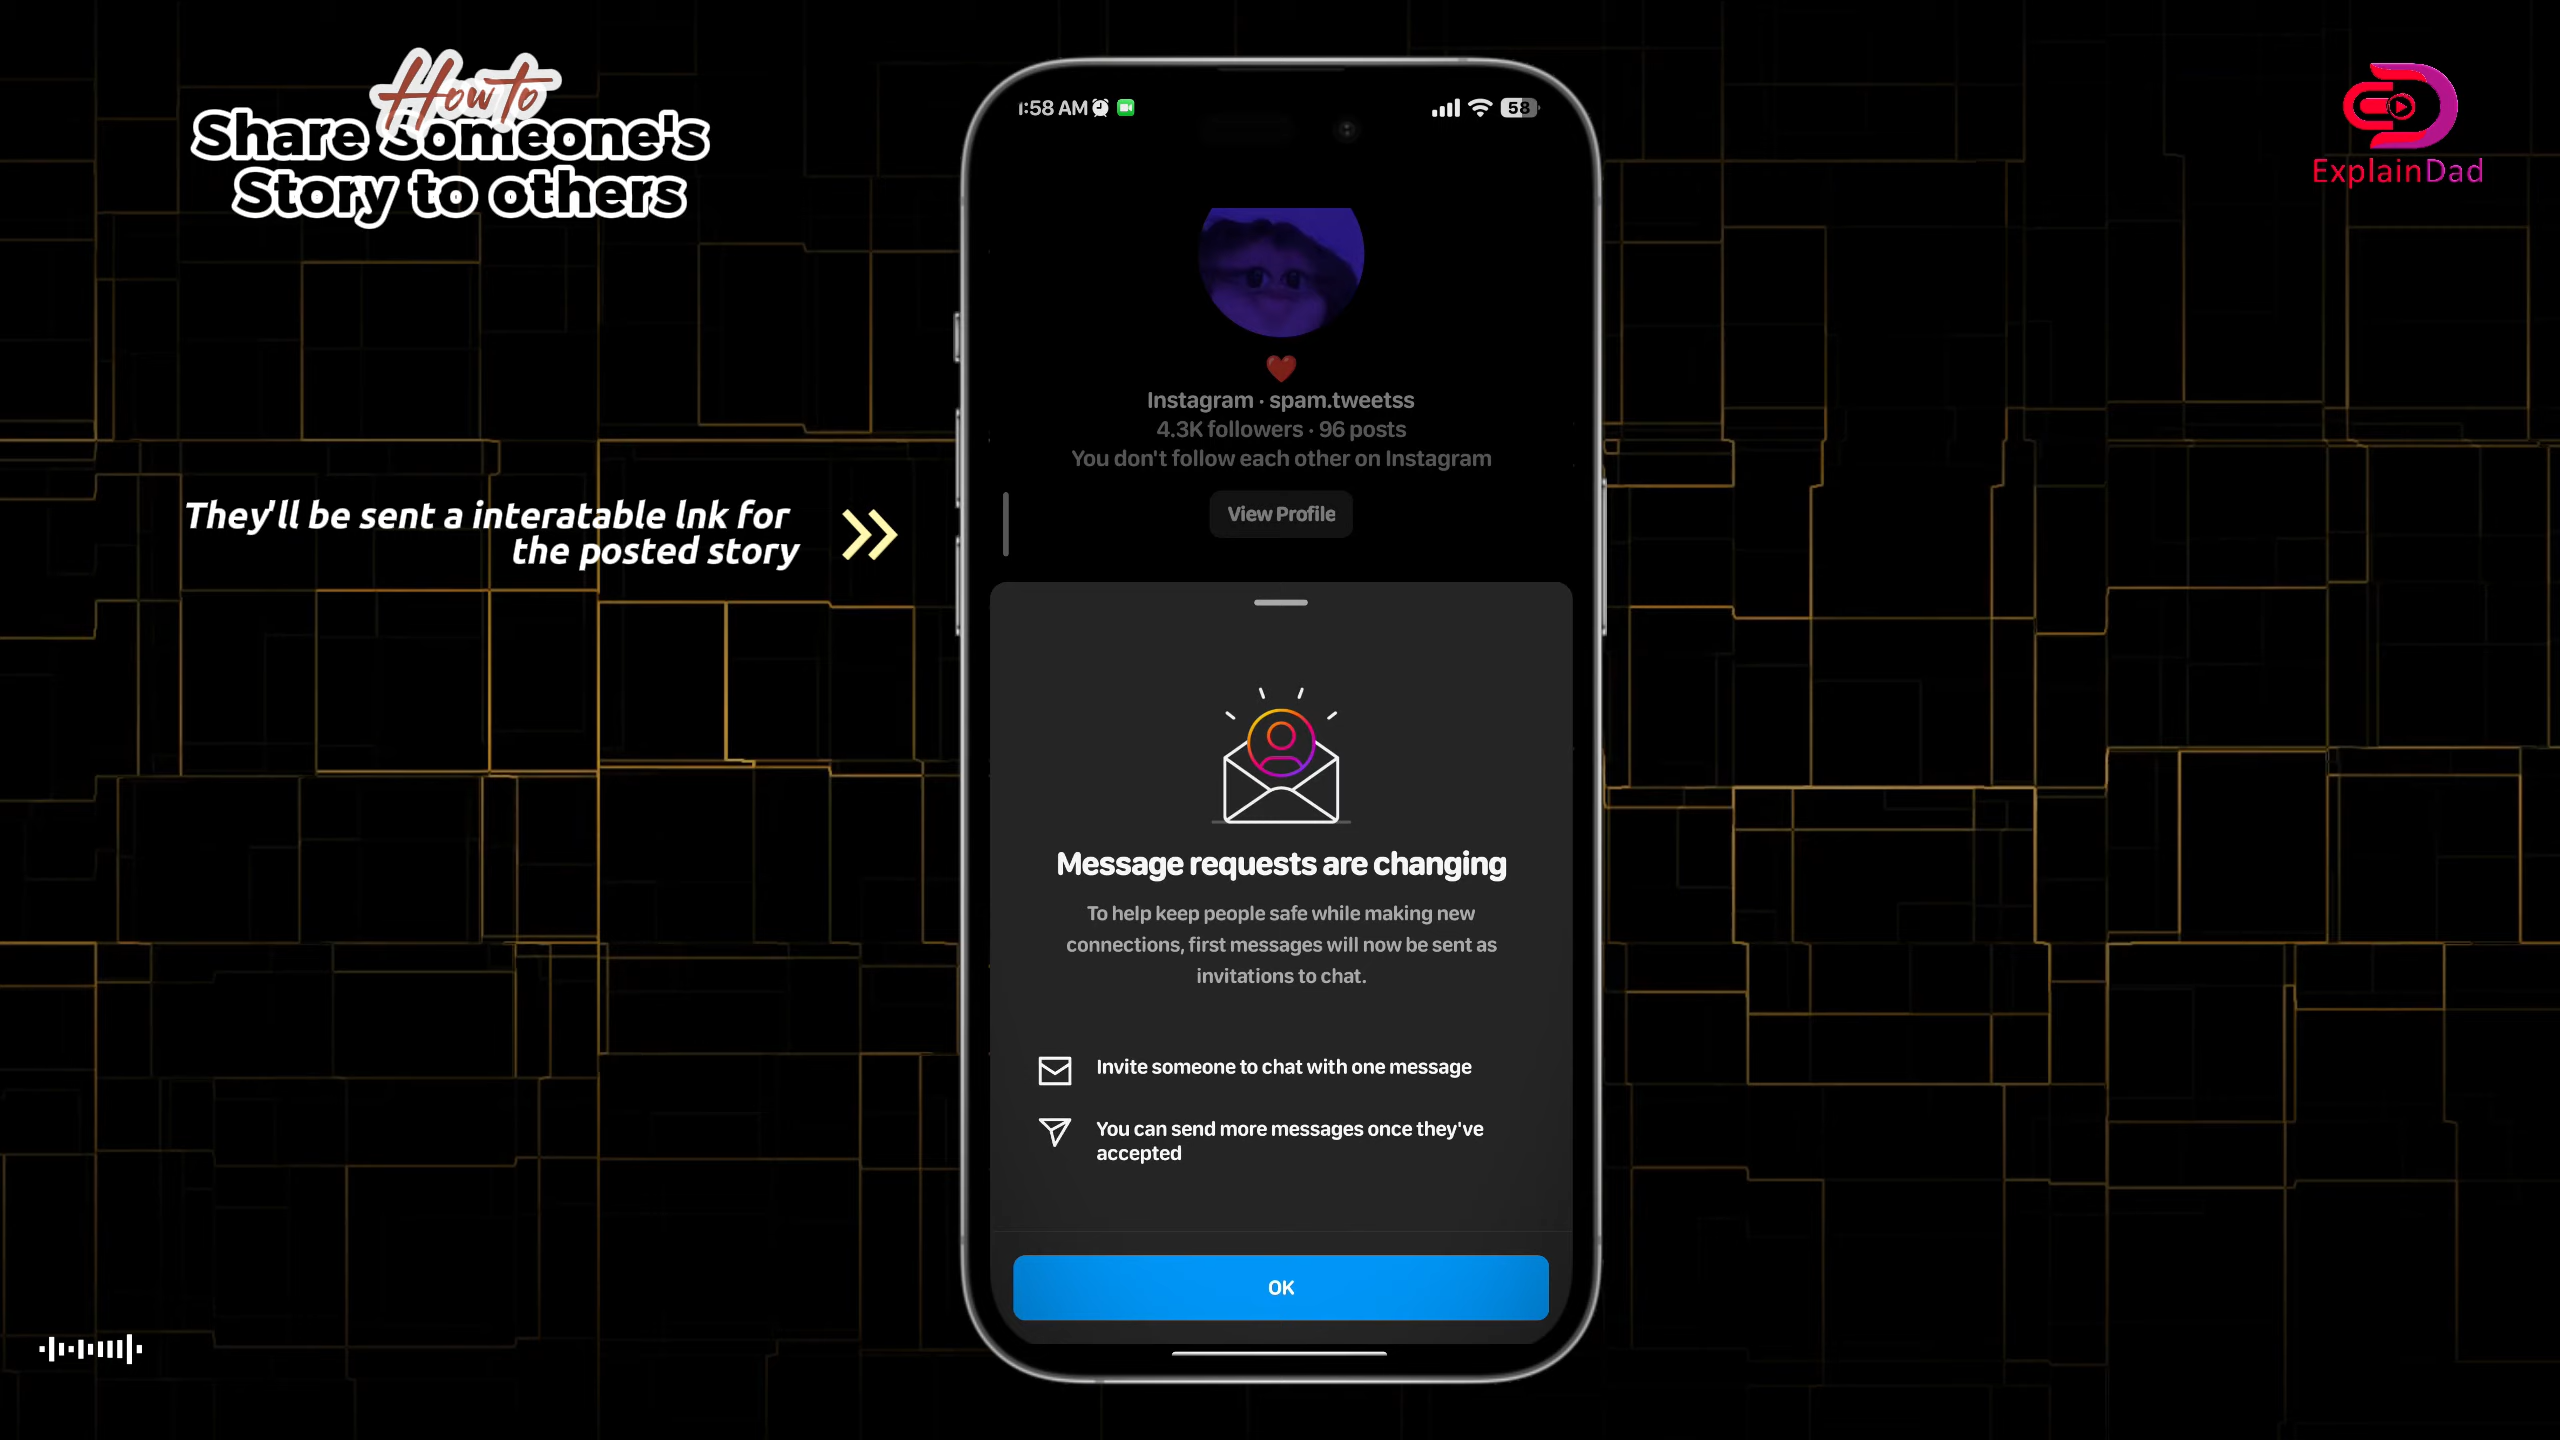 How to
Share Someone's
Story to others
ExplainDad
They'll be sent a interatable lnk for
the posted story
1:58 AM
58
Instagram · spam.tweetss
4.3K followers · 96 posts
You don't follow each other on Instagram
View Profile
Message requests are changing
To help keep people safe while making new
connections, first messages will now be sent as
invitations to chat.
Invite someone to chat with one message
You can send more messages once they've
accepted
OK